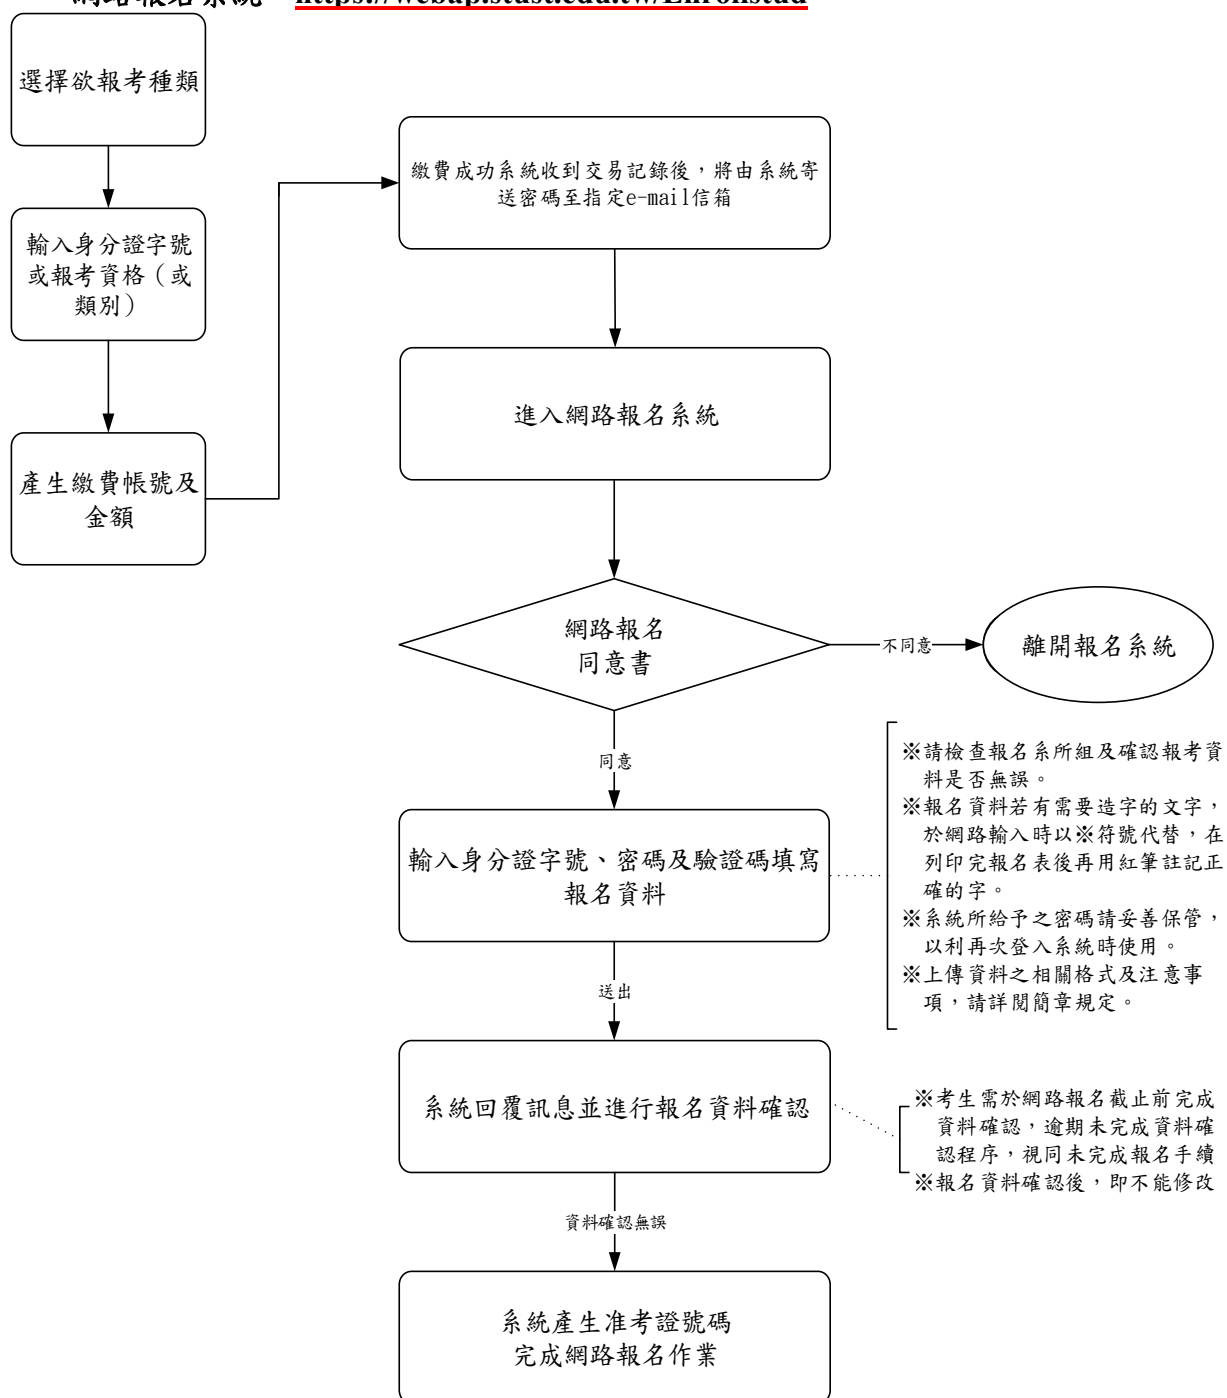 網路報名系統 https://webap.stust.edu.tw/Enrollstud
選擇欲報考種類
輸入身分證字號
或報考資格（或
類別）
產生繳費帳號及
金額
繳費成功系統收到交易記錄後，將由系統寄
送密碼至指定e-mail信箱
進入網路報名系統
網路報名
同意書
不同意
離開報名系統
同意
輸入身分證字號、密碼及驗證碼填寫
報名資料
※請檢查報名系所組及確認報考資
料是否無誤。
※報名資料若有需要造字的文字，
於網路輸入時以※符號代替，在
列印完報名表後再用紅筆註記正
確的字。
※系統所給予之密碼請妥善保管，
以利再次登入系統時使用。
※上傳資料之相關格式及注意事
項，請詳閱簡章規定。
送出
系統回覆訊息並進行報名資料確認
※考生需於網路報名截止前完成
資料確認，逾期未完成資料確
認程序，視同未完成報名手續
※報名資料確認後，即不能修改
資料確認無誤
系統產生准考證號碼
完成網路報名作業